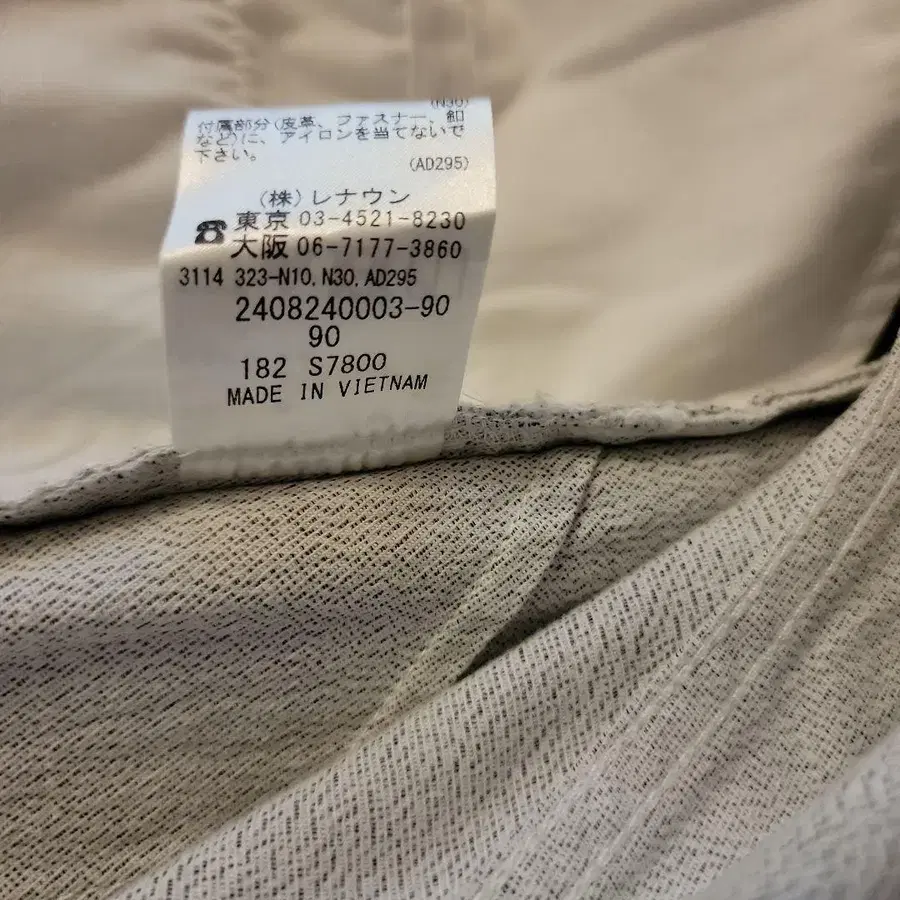 (N30)
付属部分(皮革、ファスナー、釦
など)に、アイロンを当てないで
下さい。
(AD295)
(株)レナウン
☎東京 03-4521-8230
大阪 06-7177-3860
3114 323-N10, N30, AD295
2408240003-90
90
182 S7800
MADE IN VIETNAM